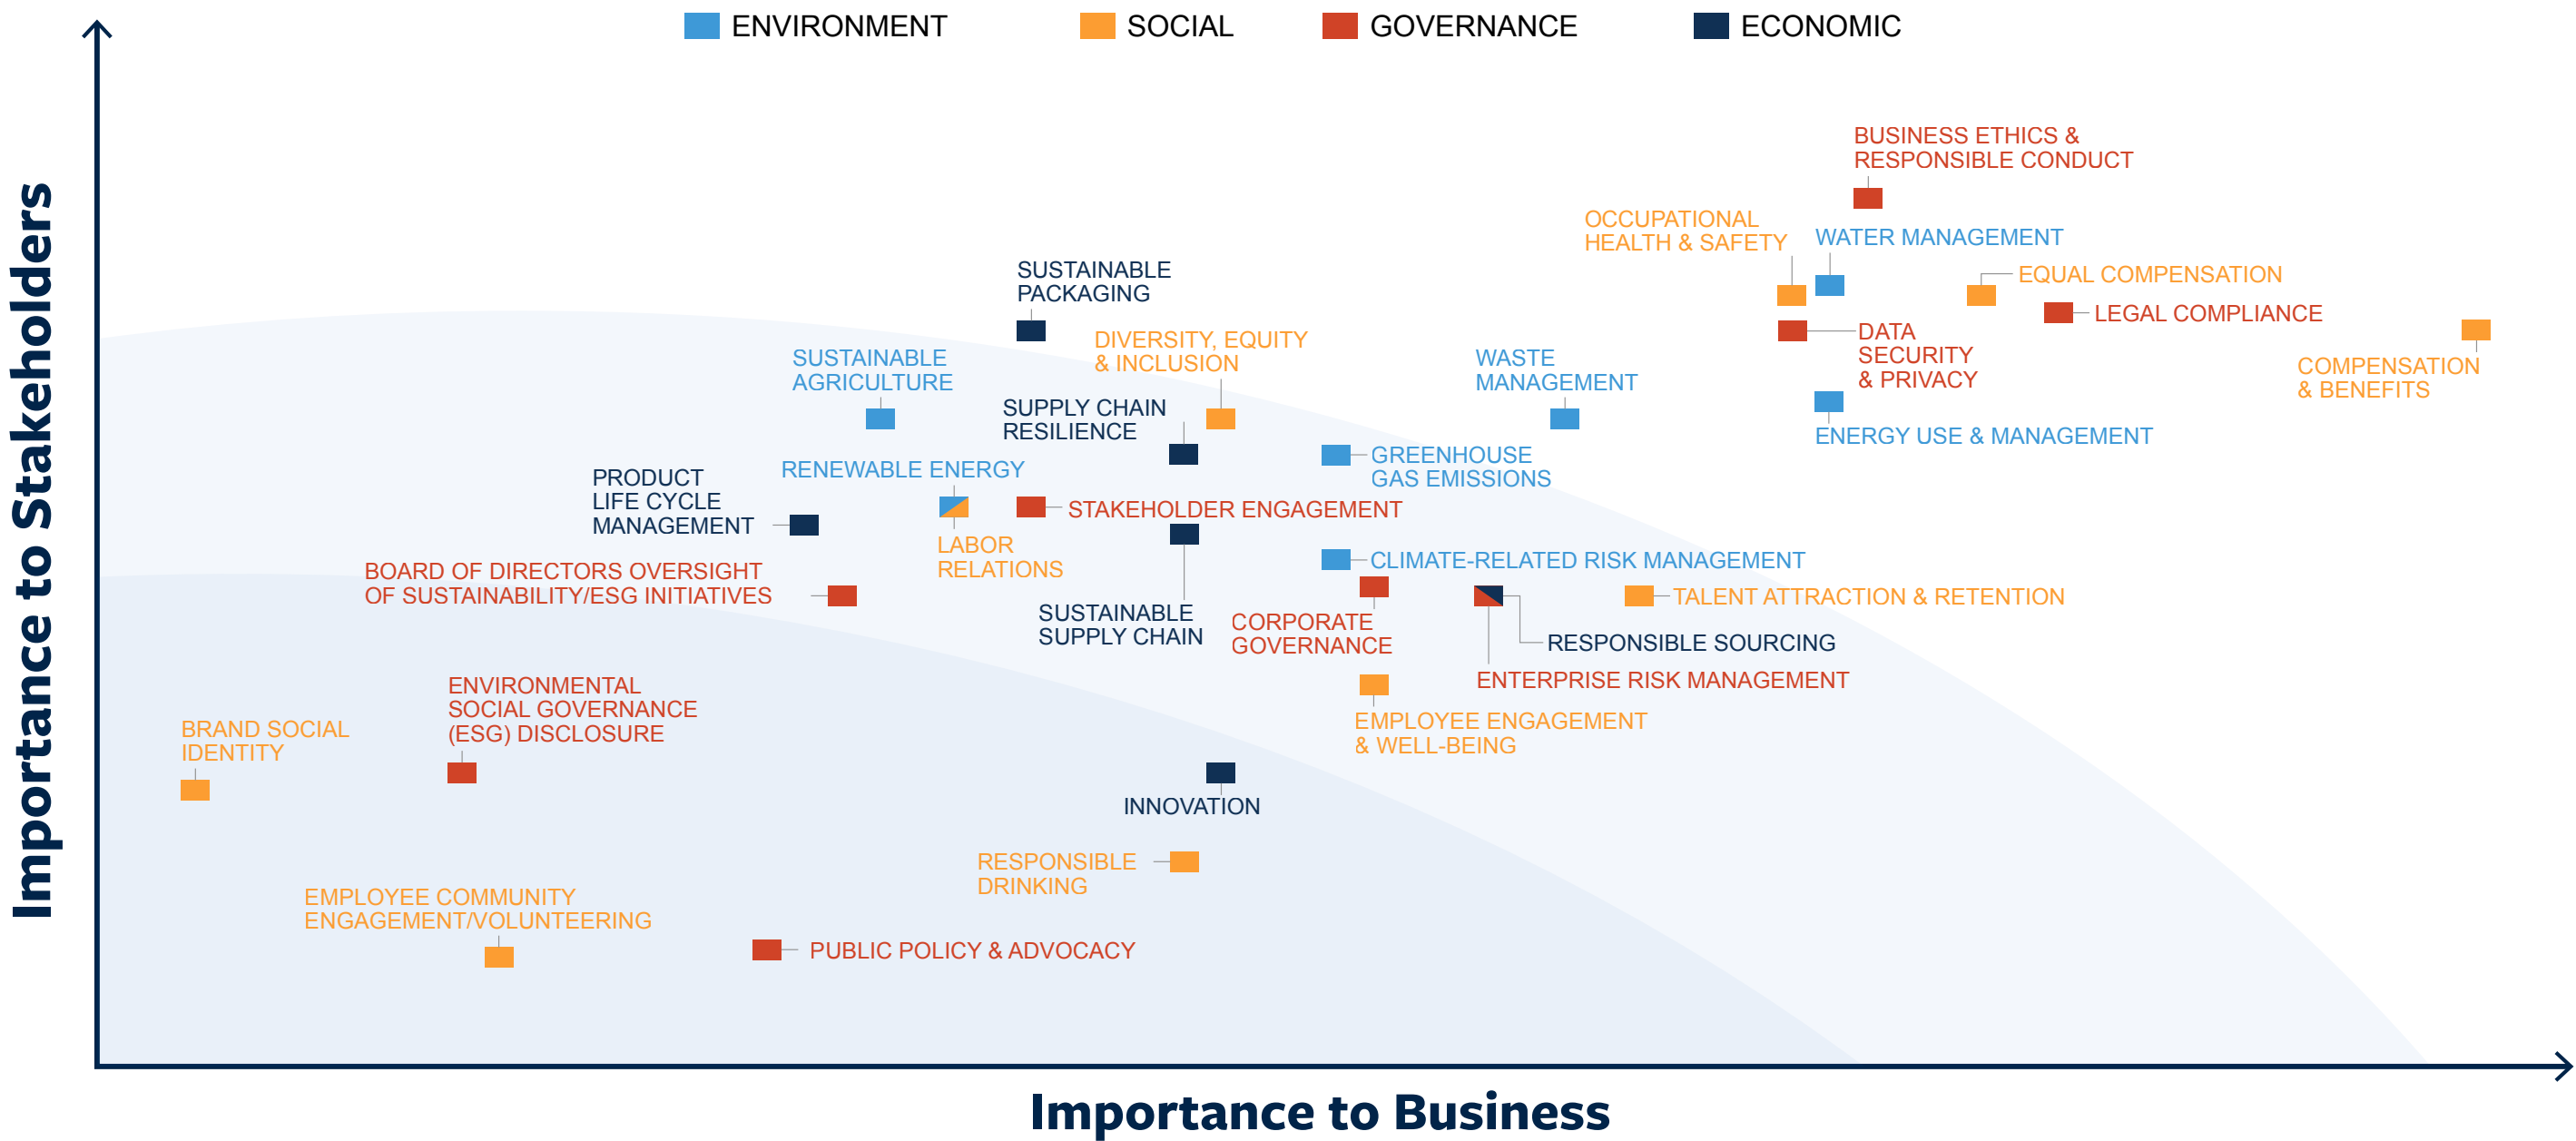 ENVIRONMENT
SOCIAL
GOVERNANCE
ECONOMIC
Importance to Stakeholders
BUSINESS ETHICS &
RESPONSIBLE CONDUCT
OCCUPATIONAL
HEALTH & SAFETY
WATER MANAGEMENT
EQUAL COMPENSATION
LEGAL COMPLIANCE
DATA
SECURITY
& PRIVACY
COMPENSATION
& BENEFITS
ENERGY USE & MANAGEMENT
SUSTAINABLE
PACKAGING
DIVERSITY, EQUITY
& INCLUSION
SUSTAINABLE
AGRICULTURE
WASTE
MANAGEMENT
SUPPLY CHAIN
RESILIENCE
GREENHOUSE
GAS EMISSIONS
RENEWABLE ENERGY
PRODUCT
LIFE CYCLE
MANAGEMENT
STAKEHOLDER ENGAGEMENT
LABOR
RELATIONS
CLIMATE-RELATED RISK MANAGEMENT
BOARD OF DIRECTORS OVERSIGHT
OF SUSTAINABILITY/ESG INITIATIVES
SUSTAINABLE
SUPPLY CHAIN
CORPORATE
GOVERNANCE
TALENT ATTRACTION & RETENTION
RESPONSIBLE SOURCING
ENTERPRISE RISK MANAGEMENT
ENVIRONMENTAL
SOCIAL GOVERNANCE
(ESG) DISCLOSURE
BRAND SOCIAL
IDENTITY
EMPLOYEE ENGAGEMENT
& WELL-BEING
INNOVATION
RESPONSIBLE
DRINKING
EMPLOYEE COMMUNITY
ENGAGEMENT/VOLUNTEERING
PUBLIC POLICY & ADVOCACY
Importance to Business